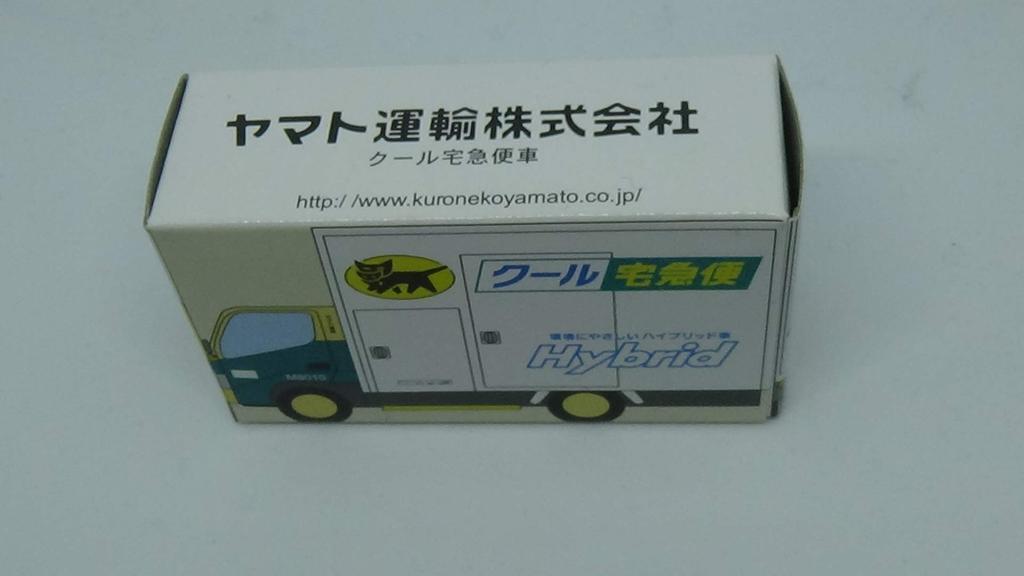 ヤマト運輸株式会社
クール宅急便車
http://www.kuronekoyamato.co.jp/
クール宅急便
環境にやさしいハイブリッド車
Hybrid
M8015